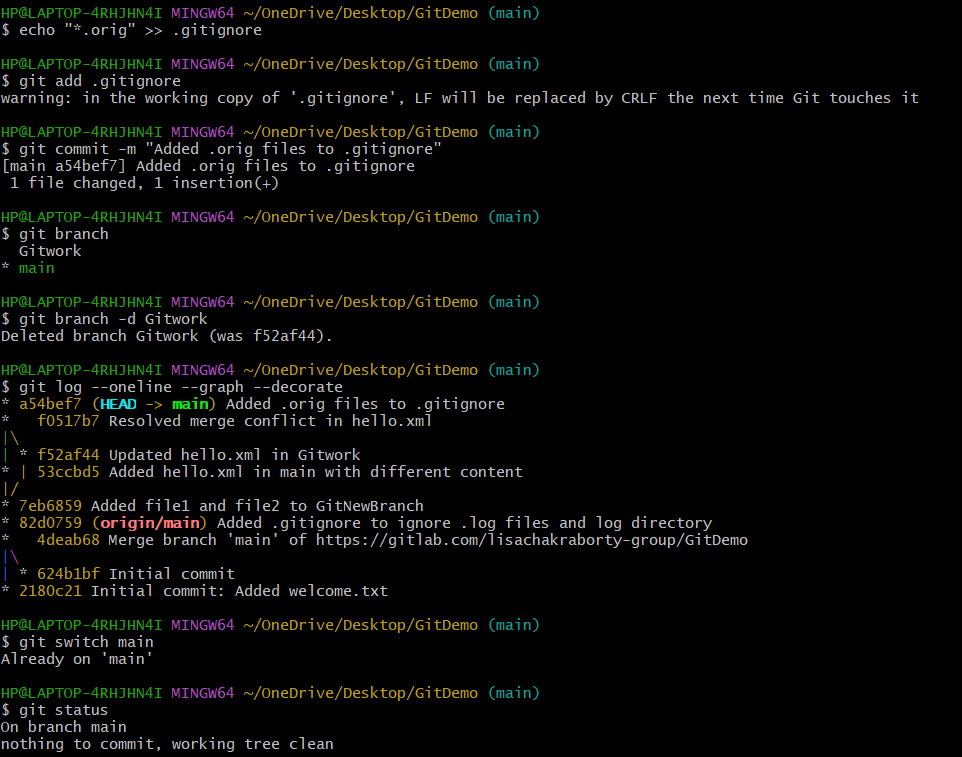 HP@LAPTOP-4RHJHN4I MINGW64 ~/OneDrive/Desktop/GitDemo (main)
$ echo "*.orig" >> .gitignore
HP@LAPTOP-4RHJHN4I MINGW64 ~/OneDrive/Desktop/GitDemo (main)
$ git add .gitignore
warning: in the working copy of '.gitignore', LF will be replaced by CRLF the next time Git touches it
HP@LAPTOP-4RHJHN4I MINGW64 ~/OneDrive/Desktop/GitDemo (main)
$ git commit -m "Added .orig files to .gitignore"
[main a54bef7] Added .orig files to .gitignore
 1 file changed, 1 insertion(+)
HP@LAPTOP-4RHJHN4I MINGW64 ~/OneDrive/Desktop/GitDemo (main)
$ git branch
  Gitwork
* main
HP@LAPTOP-4RHJHN4I MINGW64 ~/OneDrive/Desktop/GitDemo (main)
$ git branch -d Gitwork
Deleted branch Gitwork (was f52af44).
HP@LAPTOP-4RHJHN4I MINGW64 ~/OneDrive/Desktop/GitDemo (main)
$ git log --oneline --graph --decorate
* a54bef7 (HEAD -> main) Added .orig files to .gitignore
*   f0517b7 Resolved merge conflict in hello.xml
|\
| * f52af44 Updated hello.xml in Gitwork
* | 53ccbd5 Added hello.xml in main with different content
|/
* 7eb6859 Added file1 and file2 to GitNewBranch
* 82d0759 (origin/main) Added .gitignore to ignore .log files and log directory
*   4deab68 Merge branch 'main' of https://gitlab.com/lisachakraborty-group/GitDemo
|\
| * 624b1bf Initial commit
* 2180c21 Initial commit: Added welcome.txt
HP@LAPTOP-4RHJHN4I MINGW64 ~/OneDrive/Desktop/GitDemo (main)
$ git switch main
Already on 'main'
HP@LAPTOP-4RHJHN4I MINGW64 ~/OneDrive/Desktop/GitDemo (main)
$ git status
On branch main
nothing to commit, working tree clean